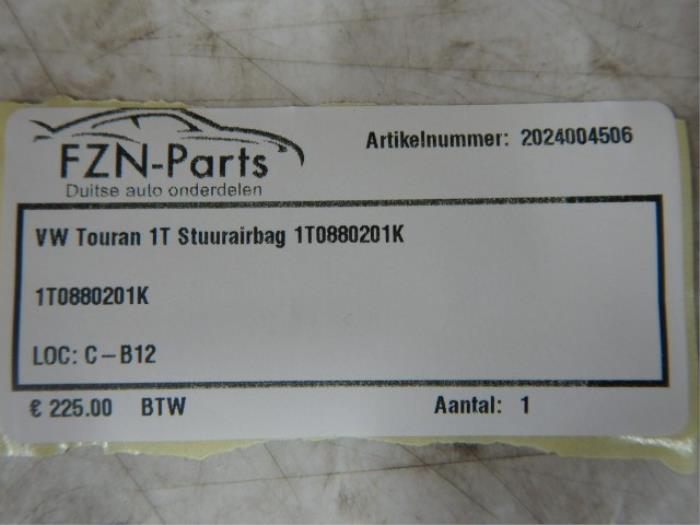 FZN-Parts
Duitse auto onderdelen
Artikelnummer: 2024004506
VW Touran 1T Stuurairbag 1T0880201K
1T0880201K
LOC: C-B12
€ 225.00 BTW Aantal: 1